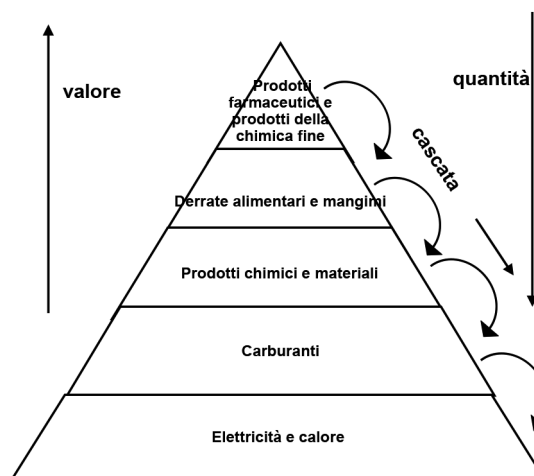 valore
quantità
Prodotti
farmaceutici e
prodotti della
chimica fine
cascata
Derrate alimentari e mangimi
Prodotti chimici e materiali
Carburanti
Elettricità e calore